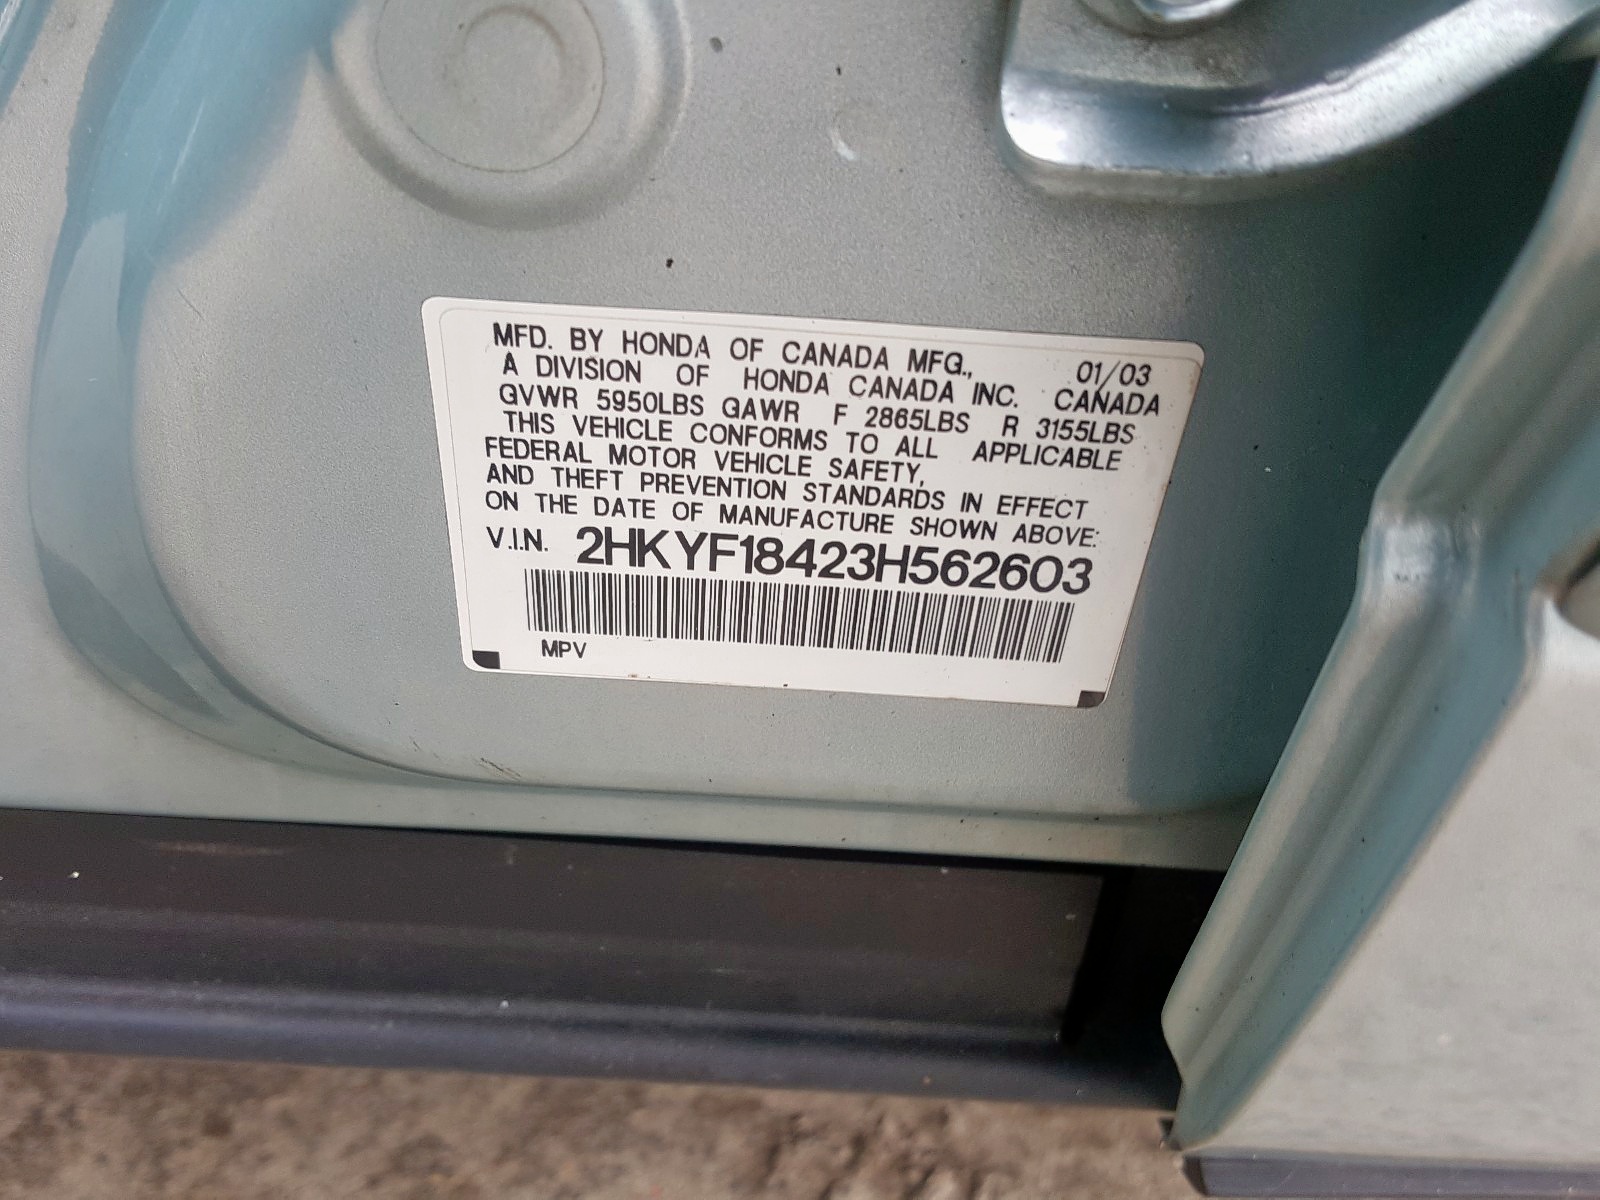 MFD. BY HONDA OF CANADA MFG., 01/03
A DIVISION OF HONDA CANADA INC. CANADA
GVWR 5950LBS GAWR F 2865LBS R 3155LBS
THIS VEHICLE CONFORMS TO ALL APPLICABLE
FEDERAL MOTOR VEHICLE SAFETY,
AND THEFT PREVENTION STANDARDS IN EFFECT
ON THE DATE OF MANUFACTURE SHOWN ABOVE:
V.I.N. 2HKYF18423H562603
MPV